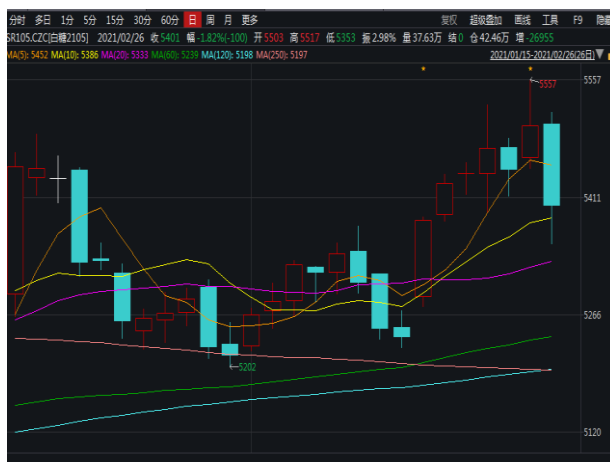 分时 多日 1分 5分 15分 30分 60分 日 周 月 更多 复权 超级叠加 画线 工具 F9
SR105.CZC[白糖2105] 2021/02/26 收5401 幅-1.82%(-100) 开5503 高5517 低5353 振2.98% 量37.63万 结0 仓42.46万 增-26955
MA(5): 5452 MA(10): 5386 MA(20): 5333 MA(60): 5239 MA(120): 5198 MA(250): 5197 2021/01/15-2021/02/26(26日)▼
5557
5557
5411
5266
5202
5120